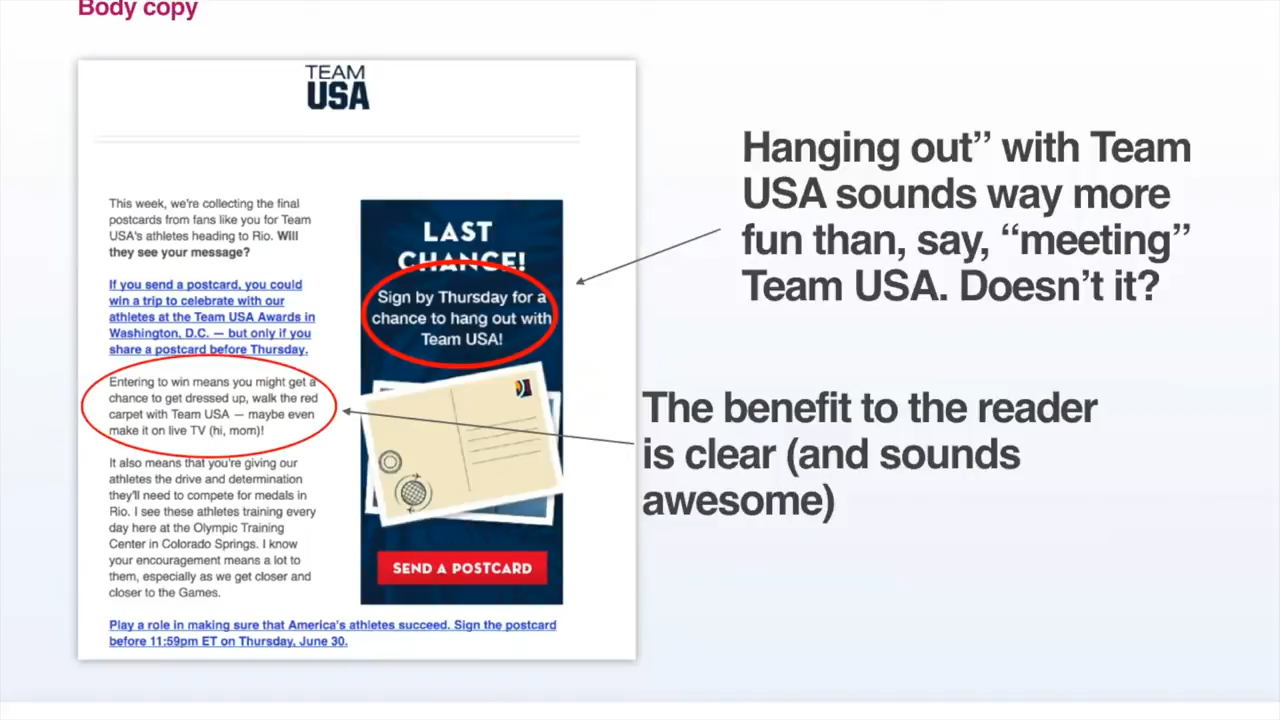 Body copy
TEAM
USA
This week, we're collecting the final
postcards from fans like you for Team
USA's athletes heading to Rio. Will
they see your message?
If you send a postcard, you could
win a trip to celebrate with our
athletes at the Team USA Awards in
Washington, D.C. — but only if you
share a postcard before Thursday.
Entering to win means you might get a
chance to get dressed up, walk the red
carpet with Team USA — maybe even
make it on live TV (hi, mom)!
It also means that you're giving our
athletes the drive and determination
they'll need to compete for medals in
Rio. I see these athletes training every
day here at the Olympic Training
Center in Colorado Springs. I know
your encouragement means a lot to
them, especially as we get closer and
closer to the Games.
LAST
CHANCE!
Sign by Thursday for a
chance to hang out with
Team USA!
SEND A POSTCARD
Play a role in making sure that America's athletes succeed. Sign the postcard
before 11:59pm ET on Thursday, June 30.
Hanging out” with Team
USA sounds way more
fun than, say, “meeting”
Team USA. Doesn’t it?
The benefit to the reader
is clear (and sounds
awesome)